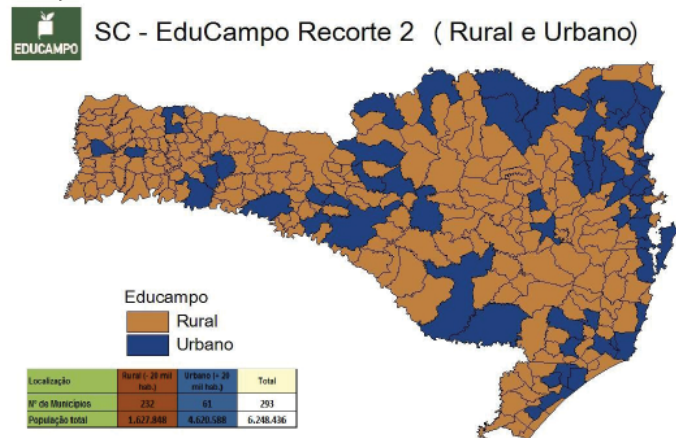 EDUCAMPO
SC - EduCampo Recorte 2 ( Rural e Urbano)
Educampo
Rural
Urbano
Localização Rural (- 20 mil hab.) Urbano (+ 20 mil hab.) Total
Nº de Municípios 232 61 293
População total 1.627.848 4.620.588 6.248.436